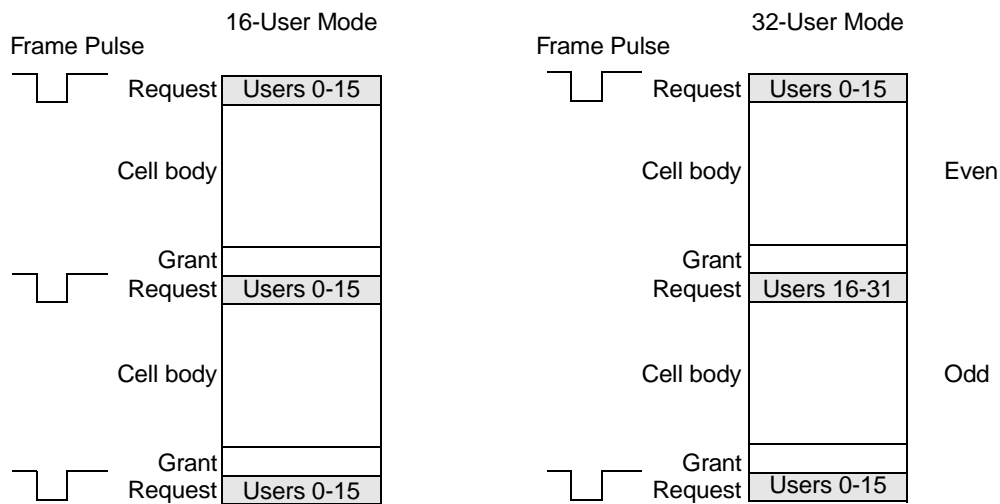 16-User Mode
Frame Pulse
Request Users 0-15
Cell body
Grant
Request Users 0-15
Cell body
Grant
Request Users 0-15
32-User Mode
Frame Pulse
Request Users 0-15
Cell body Even
Grant
Request Users 16-31
Cell body Odd
Grant
Request Users 0-15